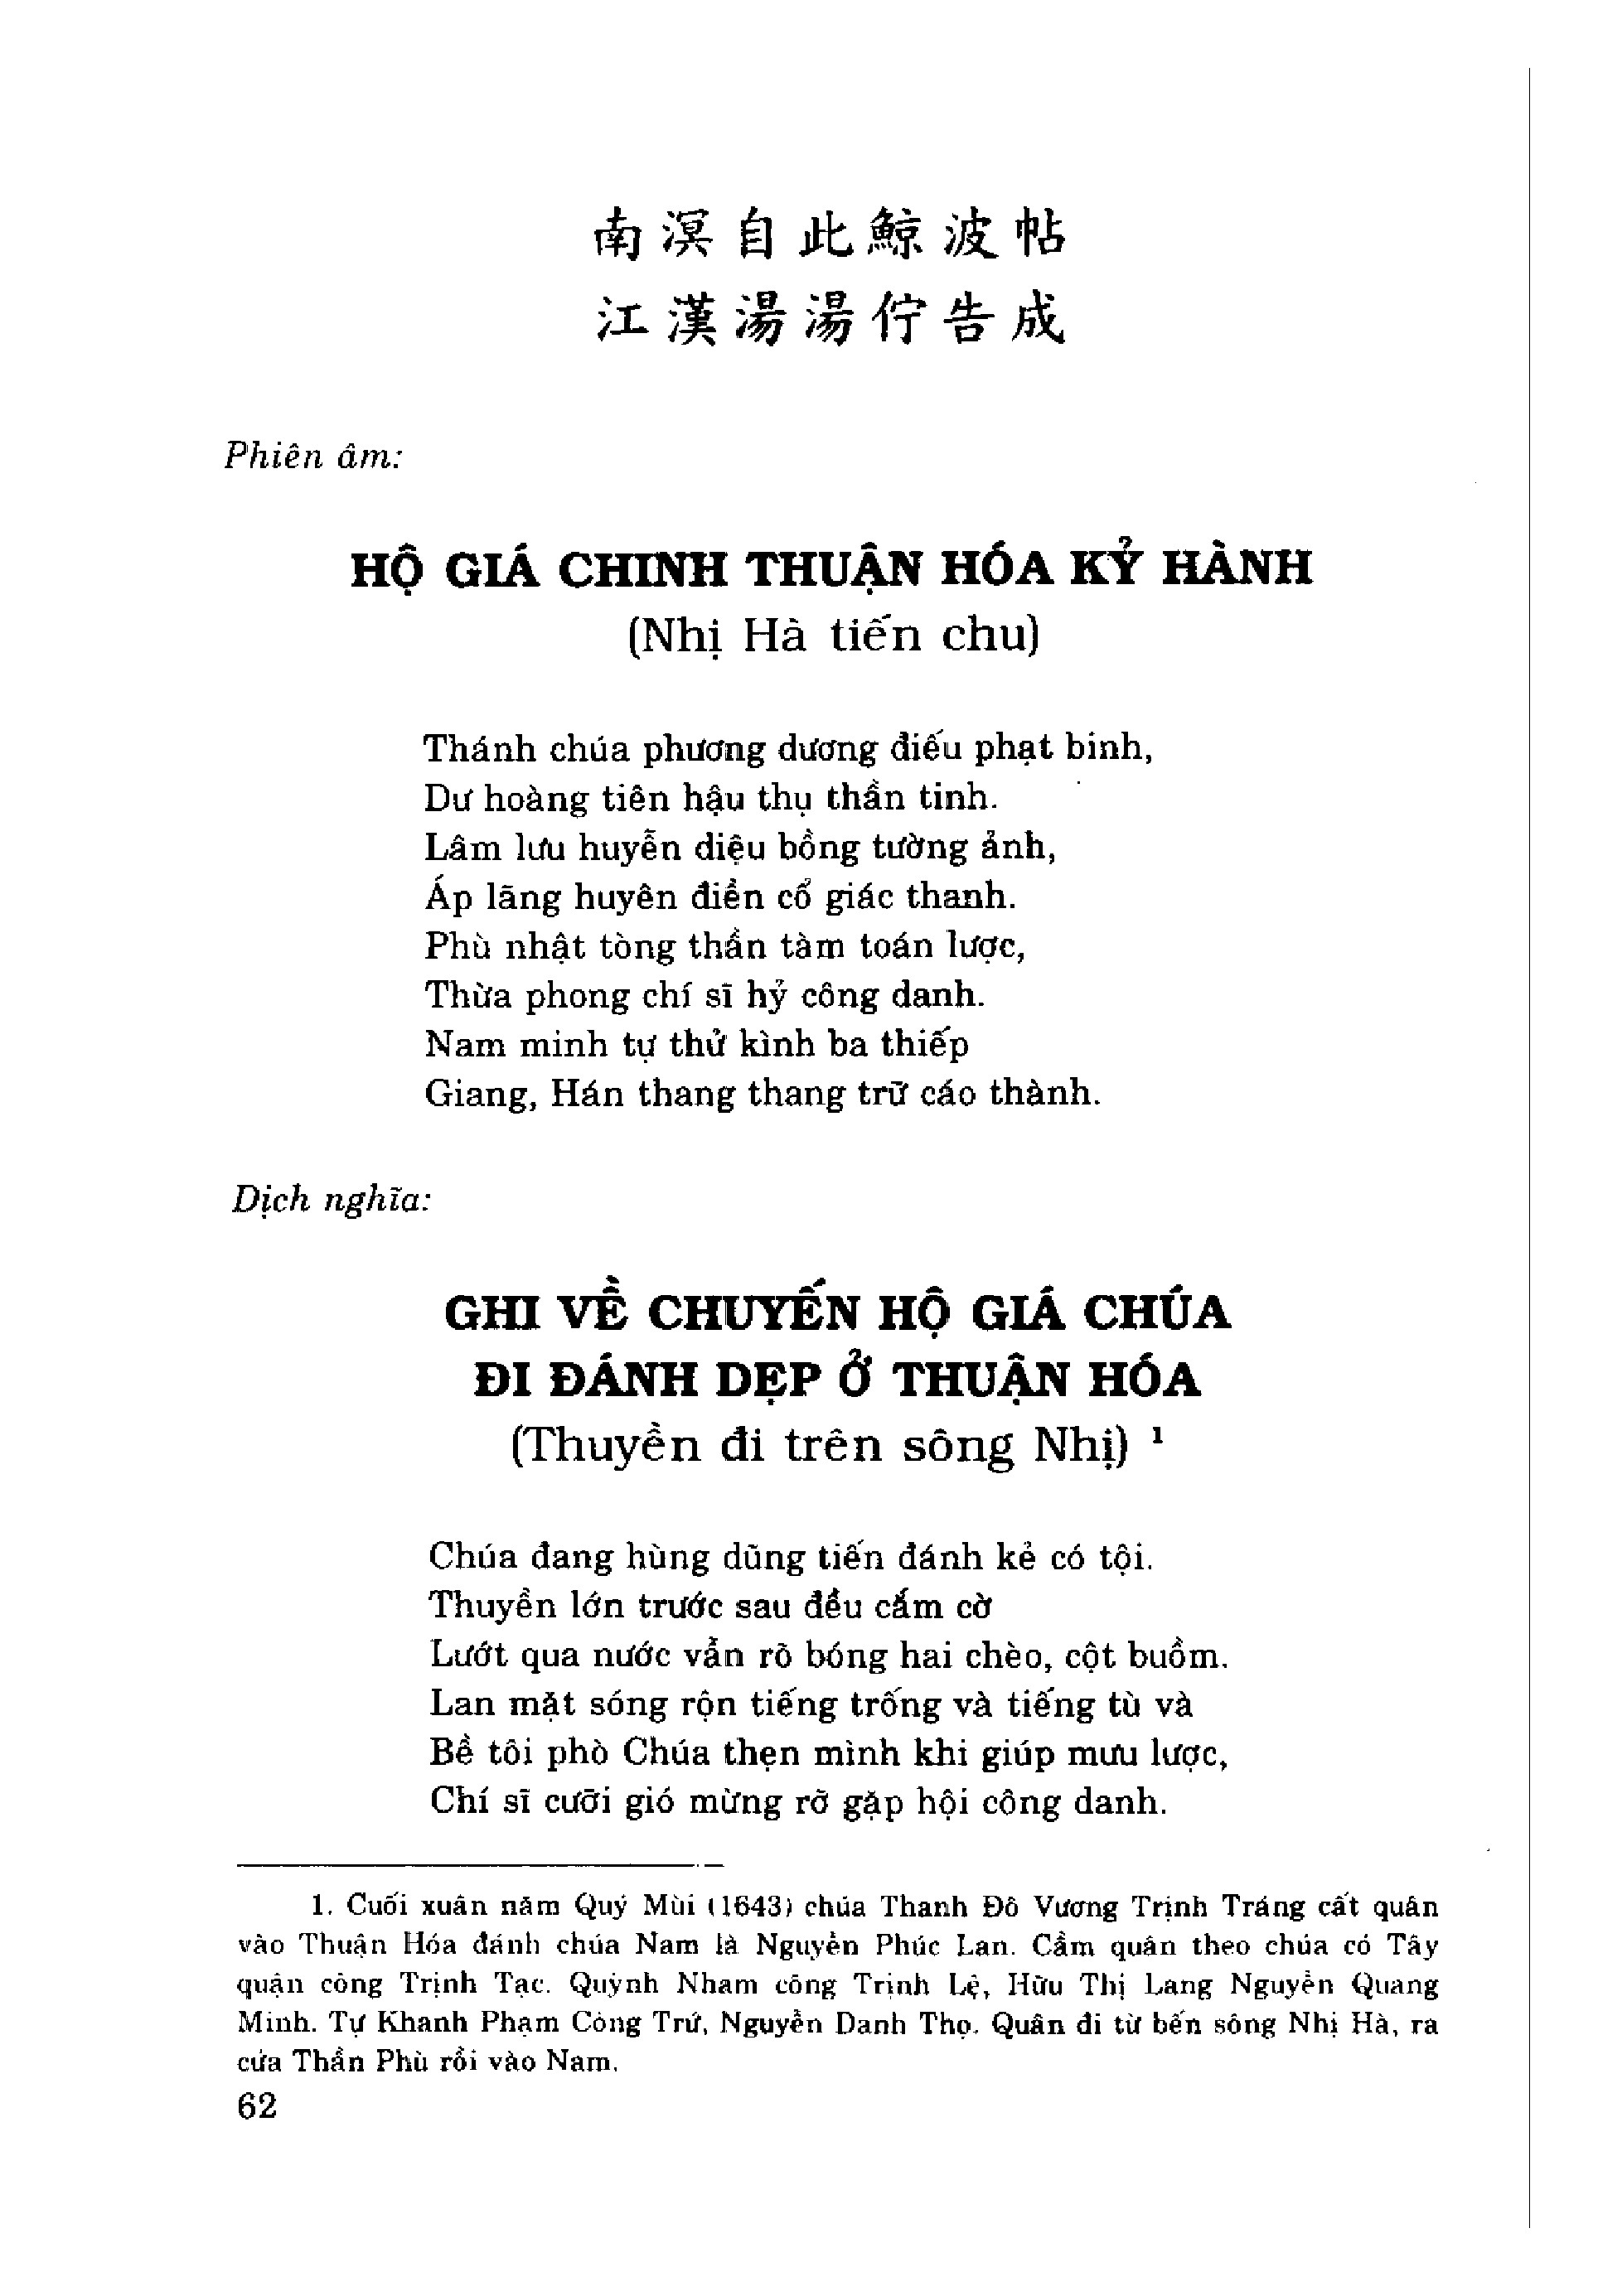 南溟自此鯨波帖
江漢湯湯佇告成
Phiên âm:
HỘ GIÁ CHINH THUẬN HÓA KỶ HÀNH
(Nhị Hà tiến chu)
Thánh chúa phương dương điếu phạt binh,
Dư hoàng tiên hậu thụ thần tinh.
Lâm lưu huyễn diệu bồng tường ảnh,
Áp lãng huyên điền cổ giác thanh.
Phù nhật tòng thần tàm toán lược,
Thừa phong chí sĩ hỷ công danh.
Nam minh tự thử kình ba thiếp
Giang, Hán thang thang trữ cáo thành.
Dịch nghĩa:
GHI VỀ CHUYẾN HỘ GIÁ CHÚA
ĐI ĐÁNH DẸP Ở THUẬN HÓA
(Thuyền đi trên sông Nhị) ¹
Chúa đang hùng dũng tiến đánh kẻ có tội.
Thuyền lớn trước sau đều cắm cờ
Lướt qua nước vẫn rõ bóng hai chèo, cột buồm.
Lan mặt sóng rộn tiếng trống và tiếng tù và
Bề tôi phò Chúa thẹn mình khi giúp mưu lược,
Chí sĩ cưỡi gió mừng rỡ gặp hội công danh.
1. Cuối xuân năm Quý Mùi (1643) chúa Thanh Đô Vương Trịnh Tráng cất quân
vào Thuận Hóa đánh chúa Nam là Nguyễn Phúc Lan. Cầm quân theo chúa có Tây
quận công Trịnh Tạc. Quỳnh Nham công Trịnh Lệ, Hữu Thị Lang Nguyễn Quang
Minh. Tự Khanh Phạm Công Trứ, Nguyễn Danh Thọ. Quân đi từ bến sông Nhị Hà, ra
cửa Thần Phù rồi vào Nam.
62